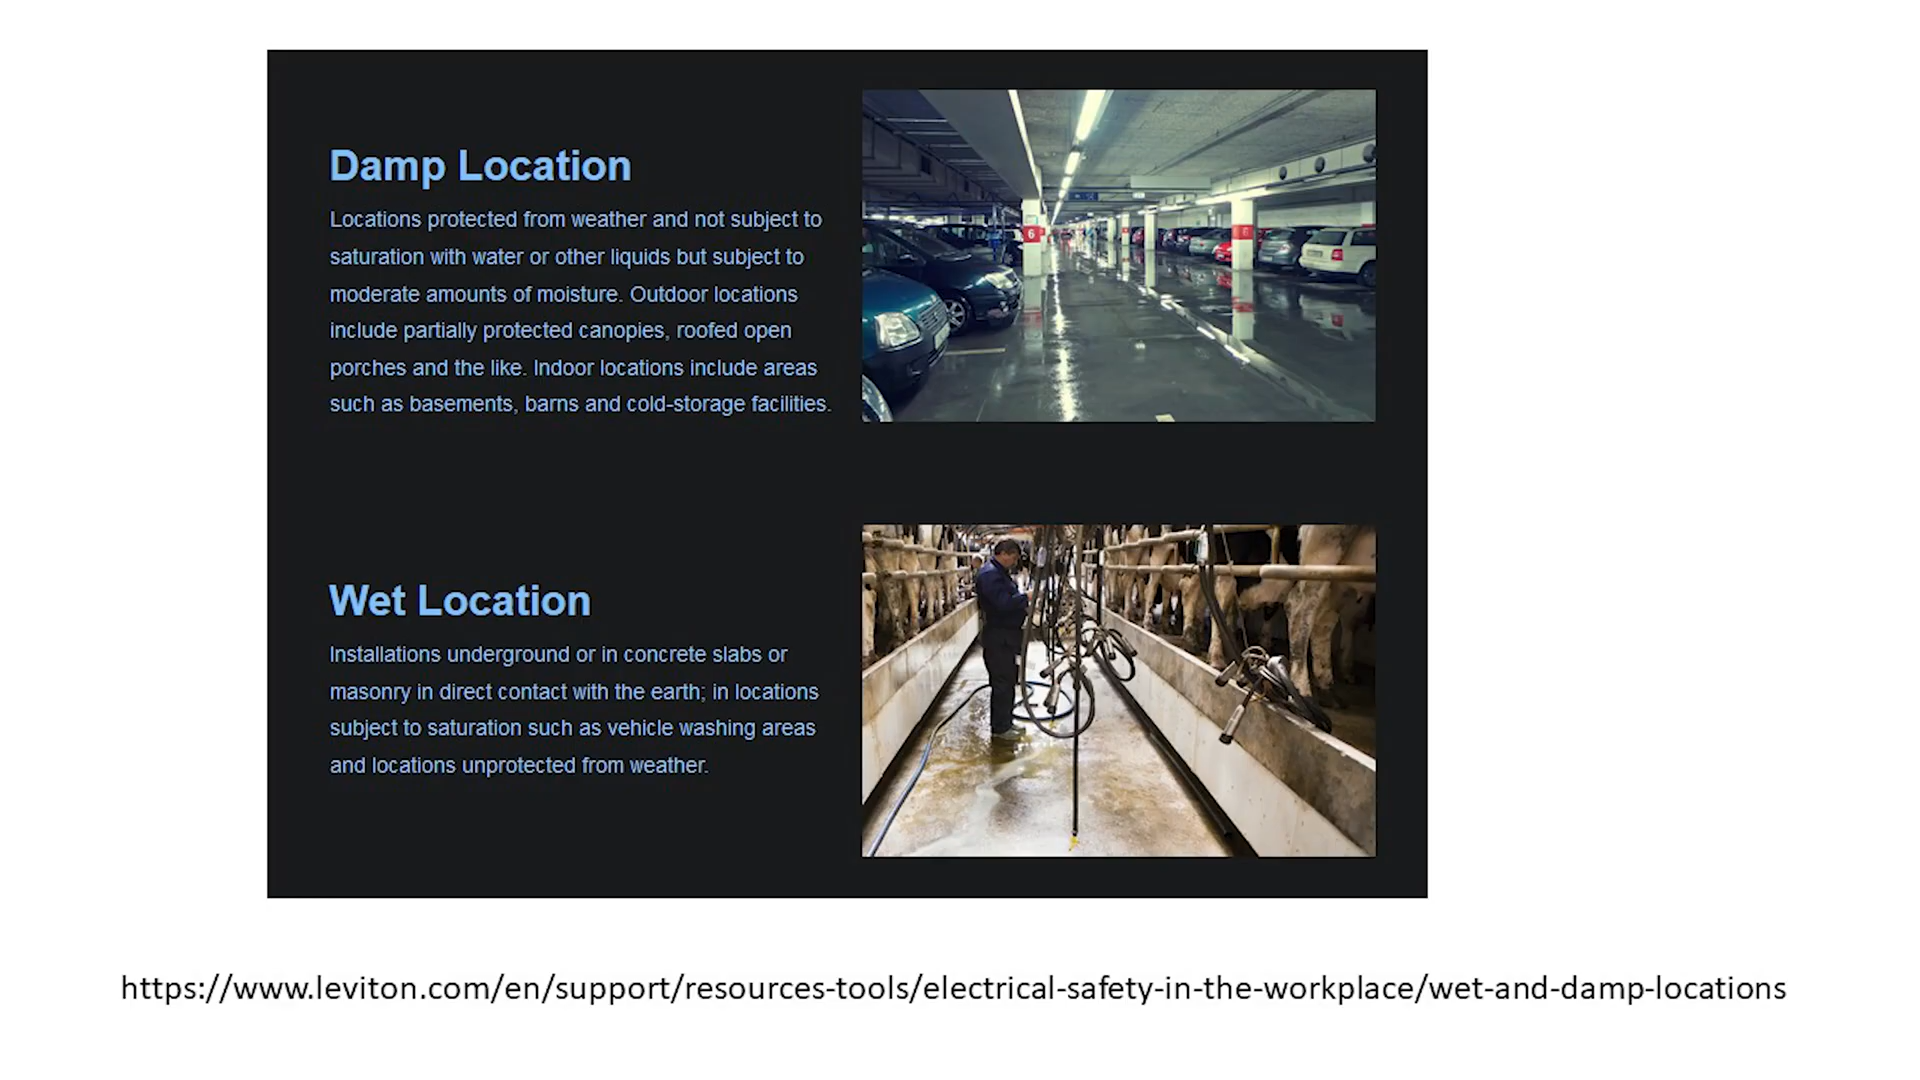 Damp Location
Locations protected from weather and not subject to
saturation with water or other liquids but subject to
moderate amounts of moisture. Outdoor locations
include partially protected canopies, roofed open
porches and the like. Indoor locations include areas
such as basements, barns and cold-storage facilities.
6
Wet Location
Installations underground or in concrete slabs or
masonry in direct contact with the earth; in locations
subject to saturation such as vehicle washing areas
and locations unprotected from weather.
https://www.leviton.com/en/support/resources-tools/electrical-safety-in-the-workplace/wet-and-damp-locations